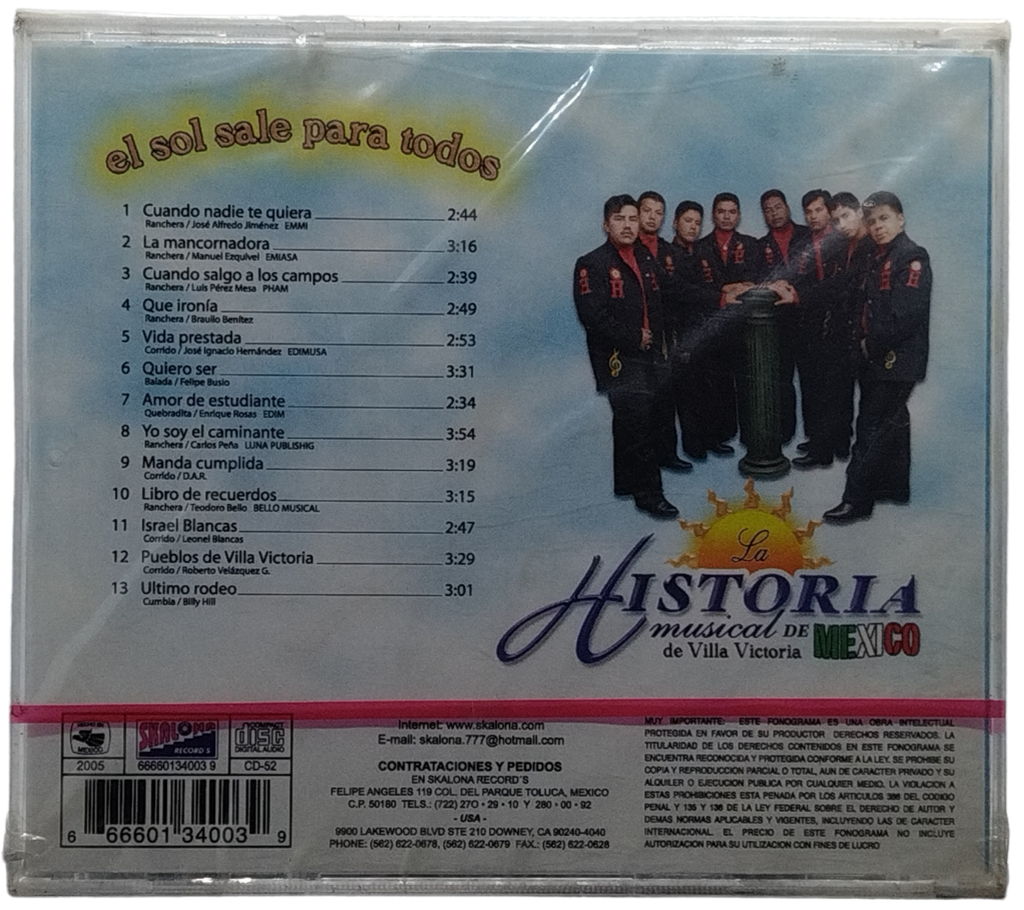 el sol sale para todos
1 Cuando nadie te quiera 2:44
Ranchera / José Alfredo Jiménez EMMI
2 La mancornadora 3:16
Ranchera / Manuel Ezquivel EMIASA
3 Cuando salgo a los campos 2:39
Ranchera / Luis Pérez Mesa PHAM
4 Que ironía 2:49
Ranchera / Braulio Benítez
5 Vida prestada 2:53
Corrido / José Ignacio Hernández EDIMUSA
6 Quiero ser 3:31
Balada / Felipe Busio
7 Amor de estudiante 2:34
Quebradita / Enrique Rosas EDIM
8 Yo soy el caminante 3:54
Ranchera / Carlos Peña LUNA PUBLISHIG
9 Manda cumplida 3:19
Corrido / D.A.R.
10 Libro de recuerdos 3:15
Ranchera / Teodoro Bello BELLO MUSICAL
11 Israel Blancas 2:47
Corrido / Leonel Blancas
12 Pueblos de Villa Victoria 3:29
Corrido / Roberto Velázquez G.
13 Ultimo rodeo 3:01
Cumbia / Billy Hill
La
HISTORIA
musical DE MEXICO
de Villa Victoria
HECHO EN MEXICO
2005
SKALONA
RECORD S
66660134003 9
COMPACT
disc
DIGITAL AUDIO
CD-52
6 66601 34003 9
Internet: www.skalona.com
E-mail: skalona.777@hotmail.com
CONTRATACIONES Y PEDIDOS
EN SKALONA RECORD´S
FELIPE ANGELES 119 COL. DEL PARQUE TOLUCA, MEXICO
C.P. 50180 TELS.: (722) 270 - 29 - 10 Y 280 - 00 - 92
- USA -
9900 LAKEWOOD BLVD STE 210 DOWNEY, CA 90240-4040
PHONE: (562) 622-0678, (562) 622-0679 FAX.: (562) 622-0628
MUY IMPORTANTE: ESTE FONOGRAMA ES UNA OBRA INTELECTUAL
PROTEGIDA EN FAVOR DE SU PRODUCTOR DERECHOS RESERVADOS. LA
TITULARIDAD DE LOS DERECHOS CONTENIDOS EN ESTE FONOGRAMA SE
ENCUENTRA RECONOCIDA Y PROTEGIDA CONFORME A LA LEY. SE PROHIBE SU
COPIA Y REPRODUCCION PARCIAL O TOTAL, AUN DE CARACTER PRIVADO Y SU
ALQUILER O EJECUCION PUBLICA POR CUALQUIER MEDIO. LA VIOLACION A
ESTAS PROHIBICIONES ESTA PENADA POR LOS ARTICULOS 386 DEL CODIGO
PENAL Y 135 Y 136 DE LA LEY FEDERAL SOBRE EL DERECHO DE AUTOR Y
DEMAS NORMAS APLICABLES Y VIGENTES, INCLUYENDO LAS DE CARACTER
INTERNACIONAL. EL PRECIO DE ESTE FONOGRAMA NO INCLUYE
AUTORIZACION PARA SU UTILIZACION CON FINES DE LUCRO